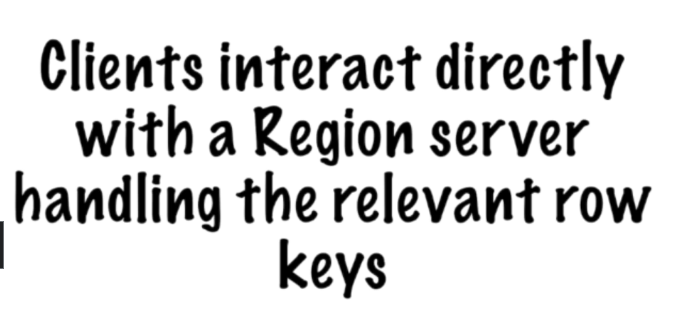 Clients interact directly
with a Region server
handling the relevant row
keys